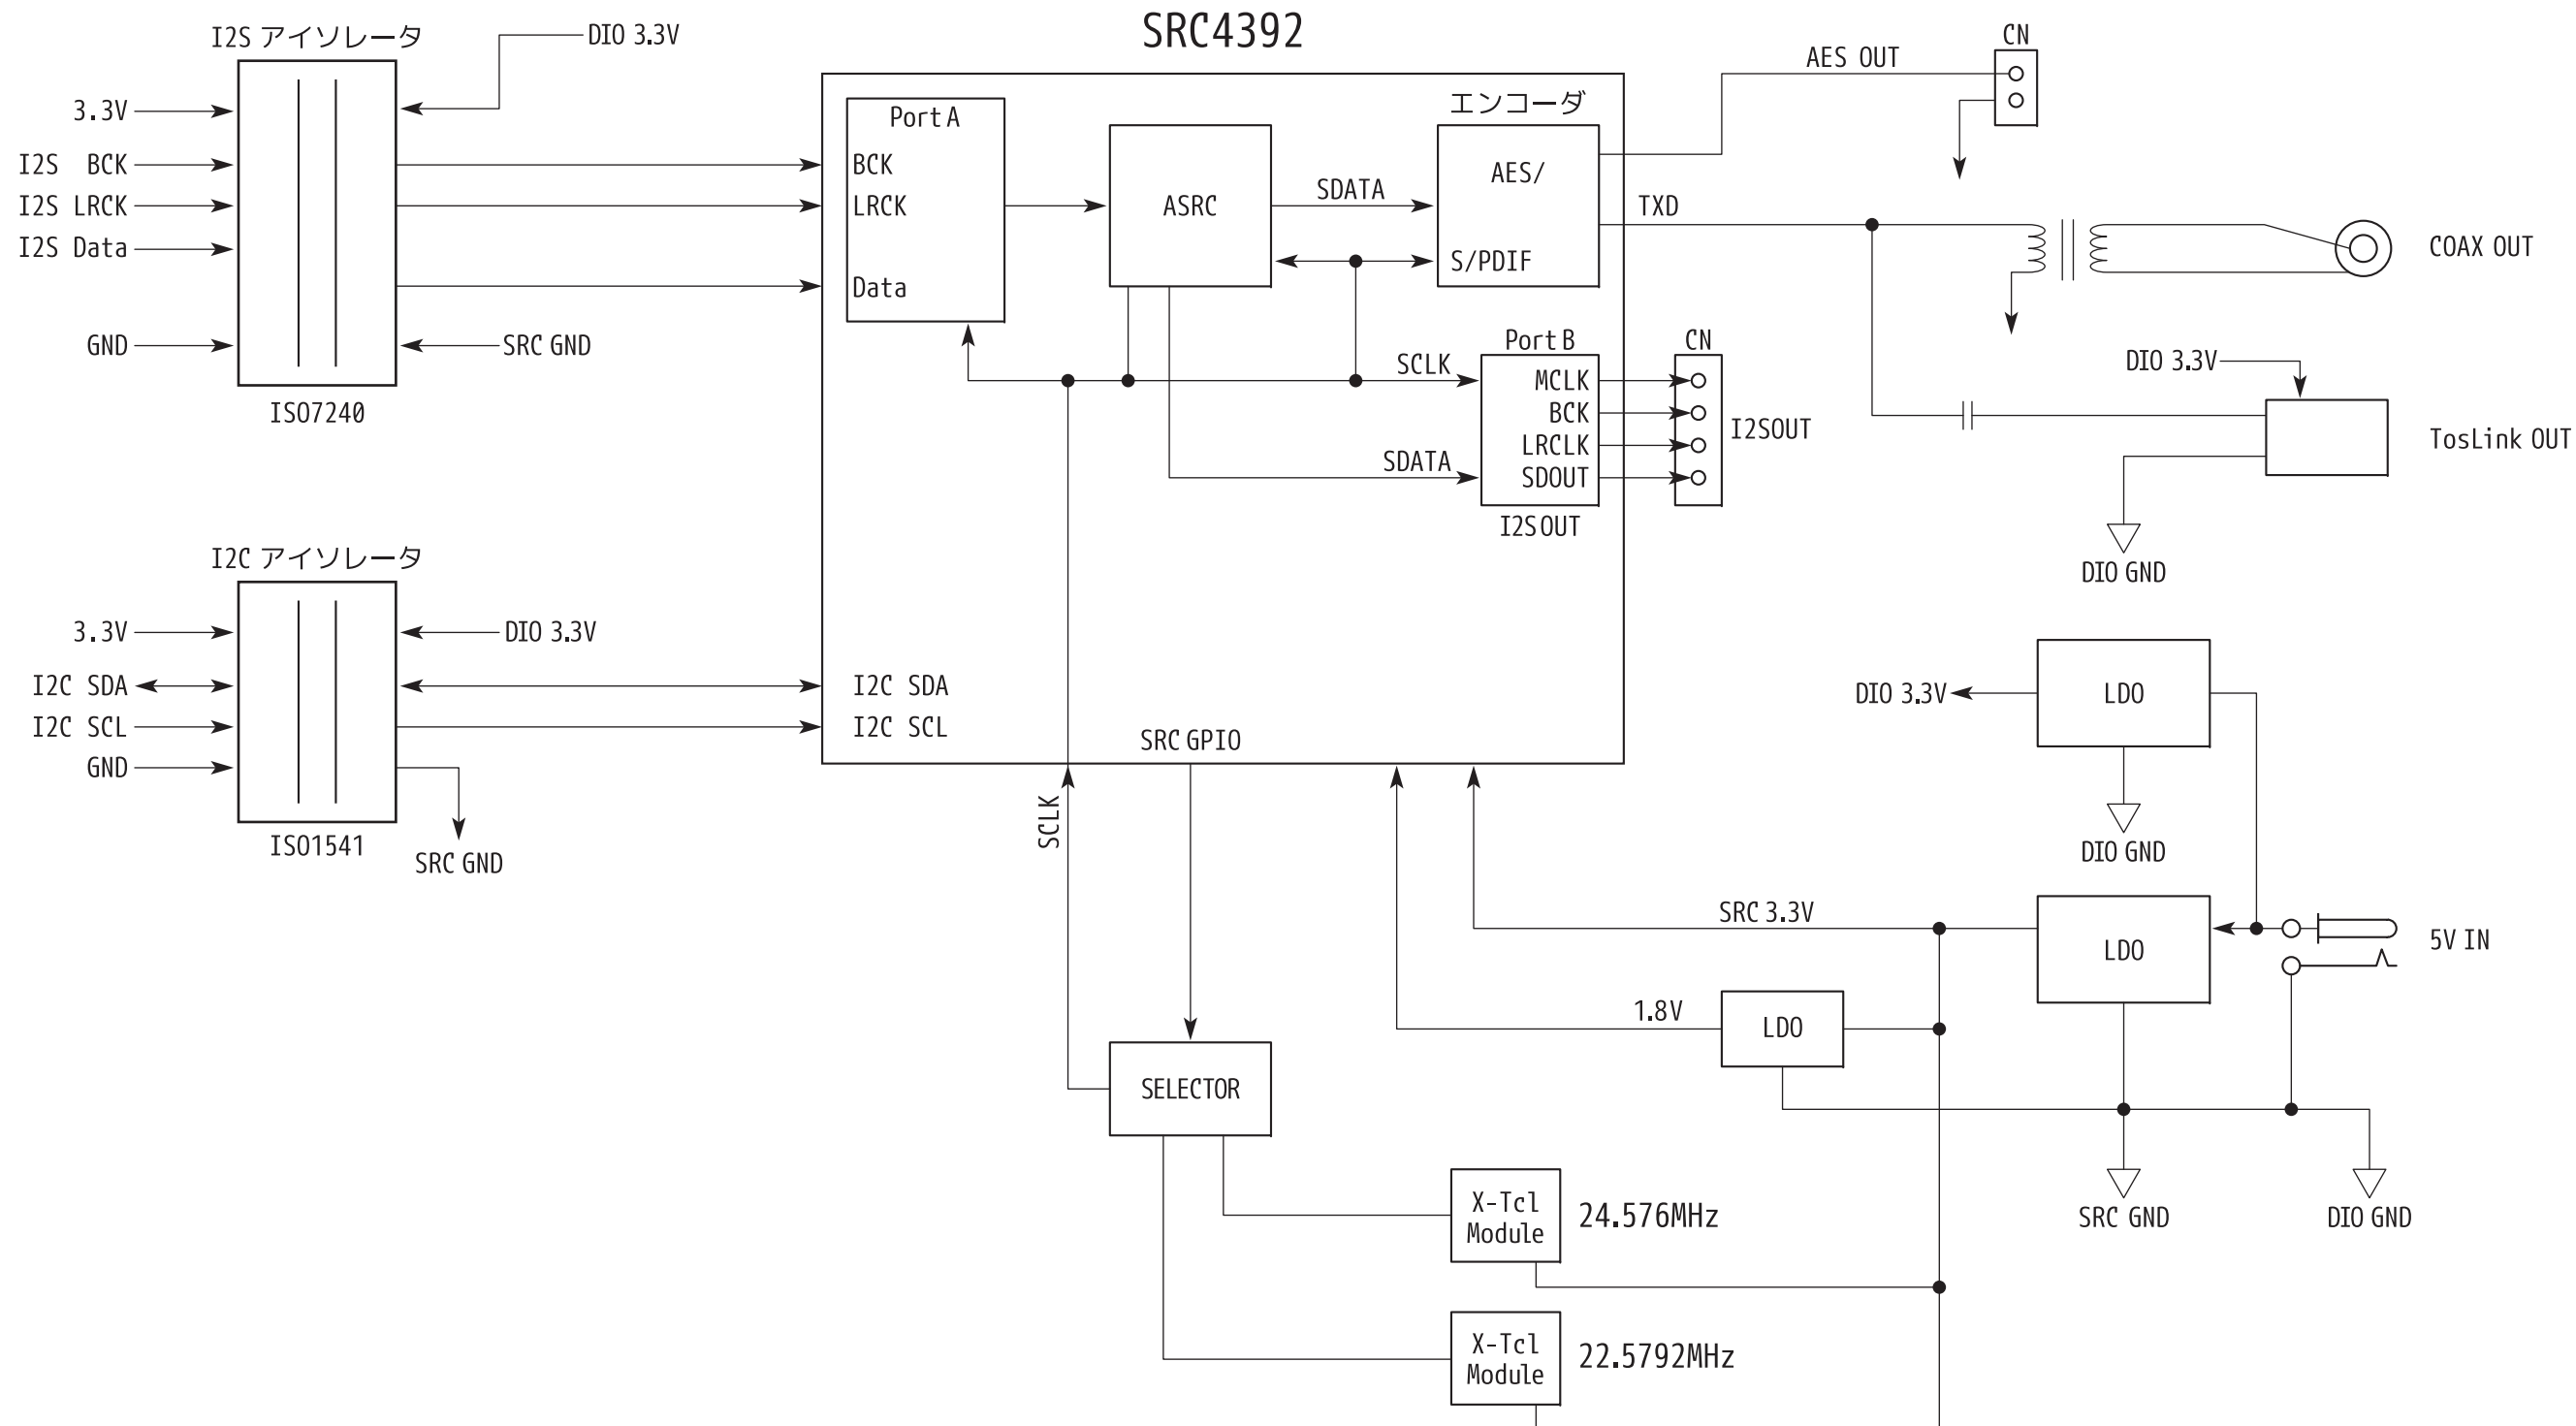 SRC4392
I2S アイソレータ
DIO 3.3V
3.3V
I2S BCK
I2S LRCK
I2S Data
GND
SRC GND
ISO7240
Port A
BCK
LRCK
Data
ASRC
SDATA
エンコーダ
AES/
S/PDIF
AES OUT
CN
TXD
COAX OUT
SCLK
SDATA
Port B
MCLK
BCK
LRCLK
SDOUT
I2S OUT
CN
I2SOUT
DIO 3.3V
TosLink OUT
DIO GND
I2C アイソレータ
3.3V
I2C SDA
I2C SCL
GND
DIO 3.3V
SRC GND
ISO1541
I2C SDA
I2C SCL
SRC GPIO
SCLK
DIO 3.3V
LDO
DIO GND
SRC 3.3V
LDO
5V IN
1.8V
LDO
SELECTOR
SRC GND
DIO GND
X-Tcl
Module
24.576MHz
X-Tcl
Module
22.5792MHz